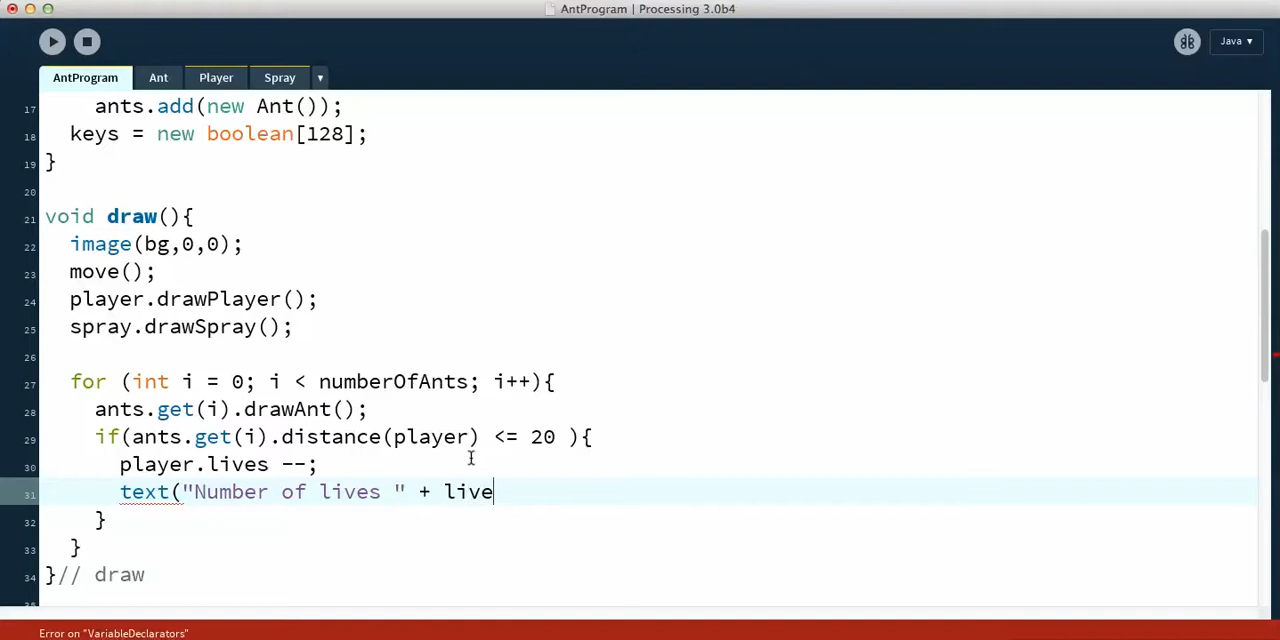 AntProgram | Processing 3.0b4
Java ▾
AntProgram Ant Player Spray ▾
17 ants.add(new Ant());
18 keys = new boolean[128];
19 }
20
21 void draw(){
22 image(bg,0,0);
23 move();
24 player.drawPlayer();
25 spray.drawSpray();
26
27 for (int i = 0; i < numberOfAnts; i++){
28 ants.get(i).drawAnt();
29 if(ants.get(i).distance(player) <= 20 ){
30 player.lives --;
31 text("Number of lives " + live
32 }
33 }
34 }// draw
Error on "VariableDeclarators"